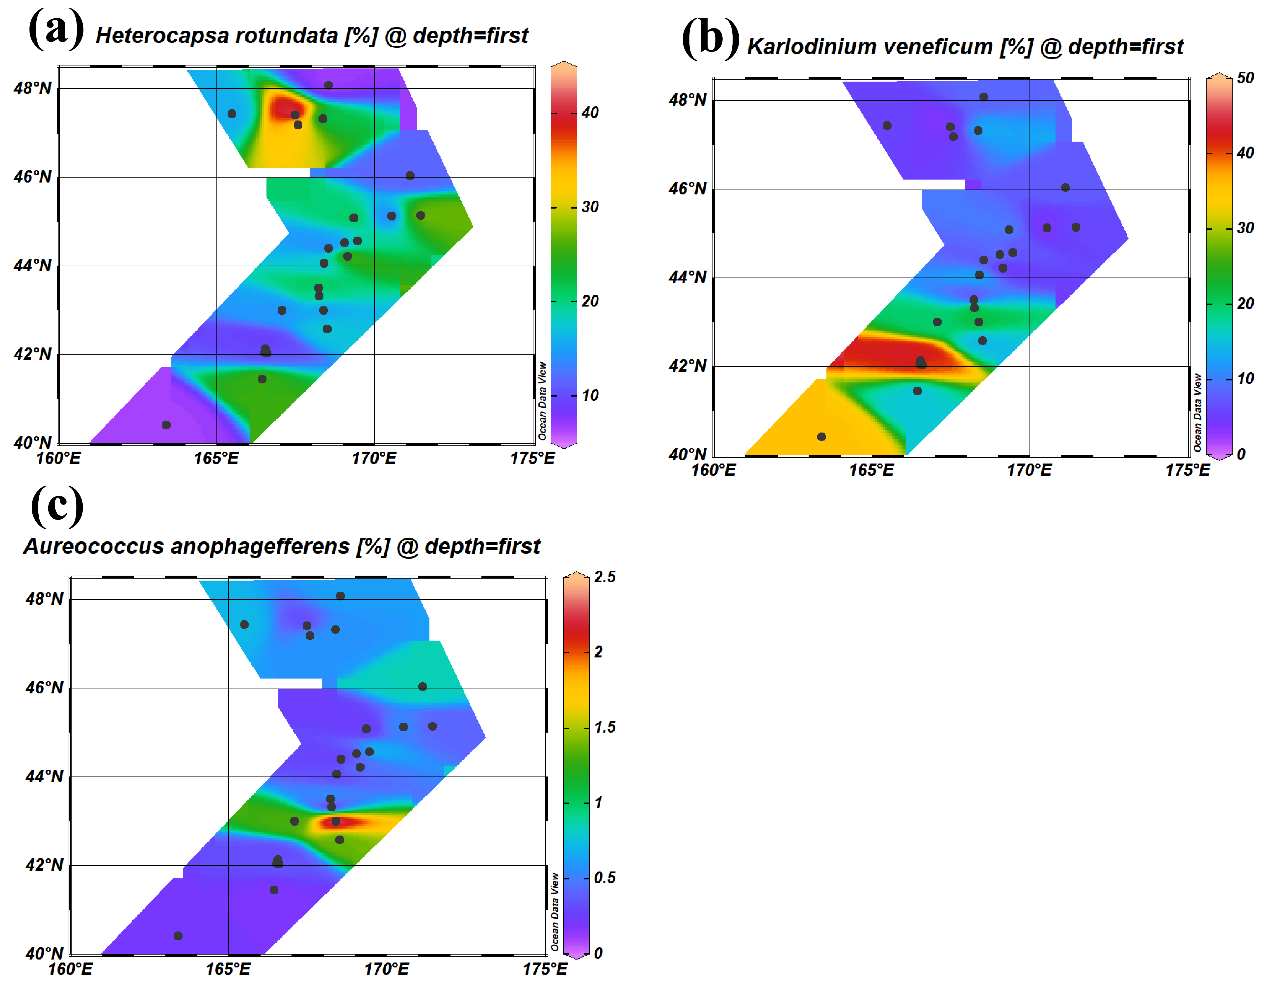 (a) Heterocapsa rotundata [%] @ depth=first
48°N
46°N
44°N
42°N
40°N
160°E 165°E 170°E 175°E
40
30
20
10
Ocean Data View
(b) Karlodinium veneficum [%] @ depth=first
48°N
46°N
44°N
42°N
40°N
160°E 165°E 170°E 175°E
50
40
30
20
10
0
Ocean Data View
(c)
Aureococcus anophagefferens [%] @ depth=first
48°N
46°N
44°N
42°N
40°N
160°E 165°E 170°E 175°E
2.5
2
1.5
1
0.5
0
Ocean Data View